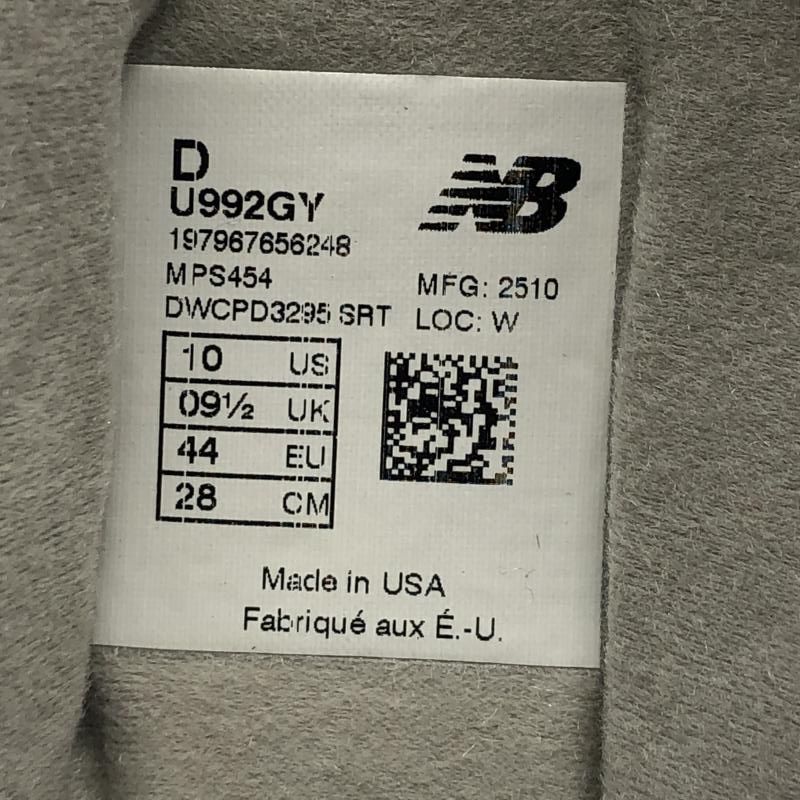 D
U992GY
NB
197967656248
MPS454
MFG: 2510
DWCPD3295 SRT
LOC: W
10 US
09½ UK
44 EU
28 CM
Made in USA
Fabriqué aux É.-U.